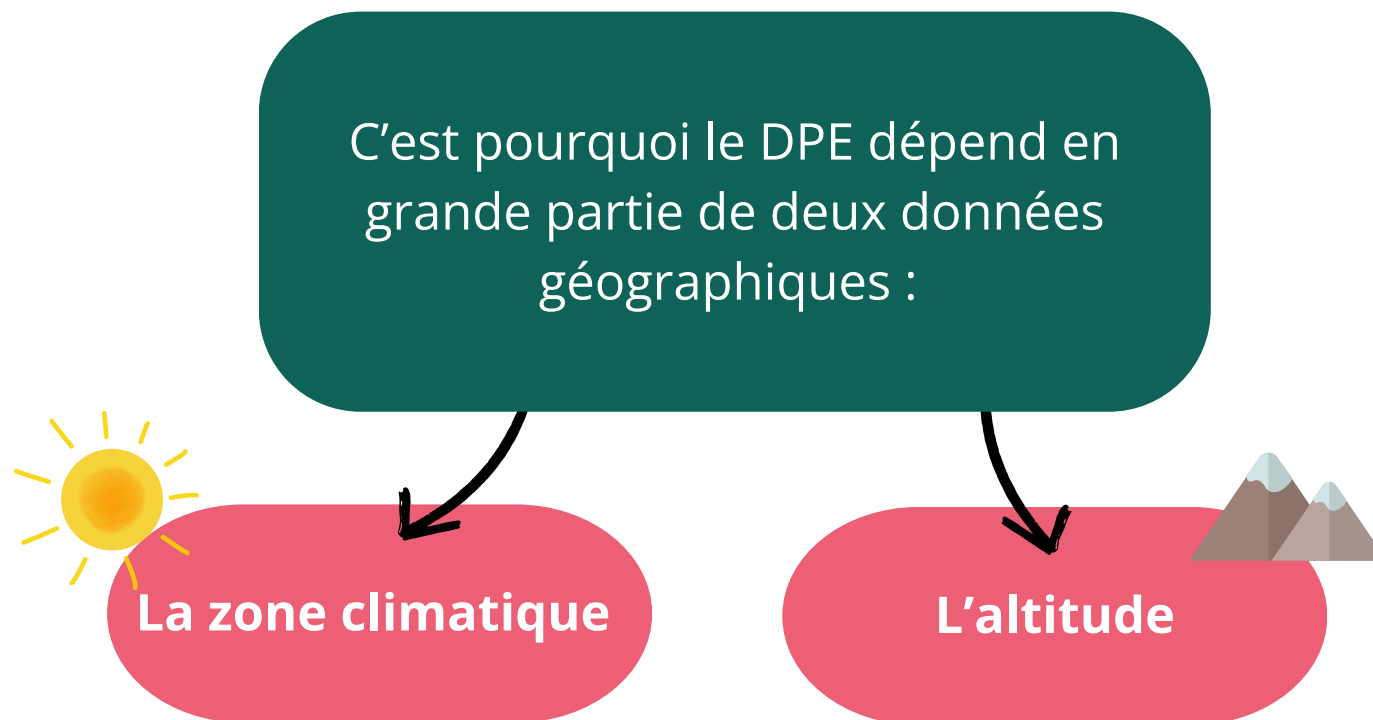 C’est pourquoi le DPE dépend en
grande partie de deux données
géographiques :
La zone climatique
L’altitude